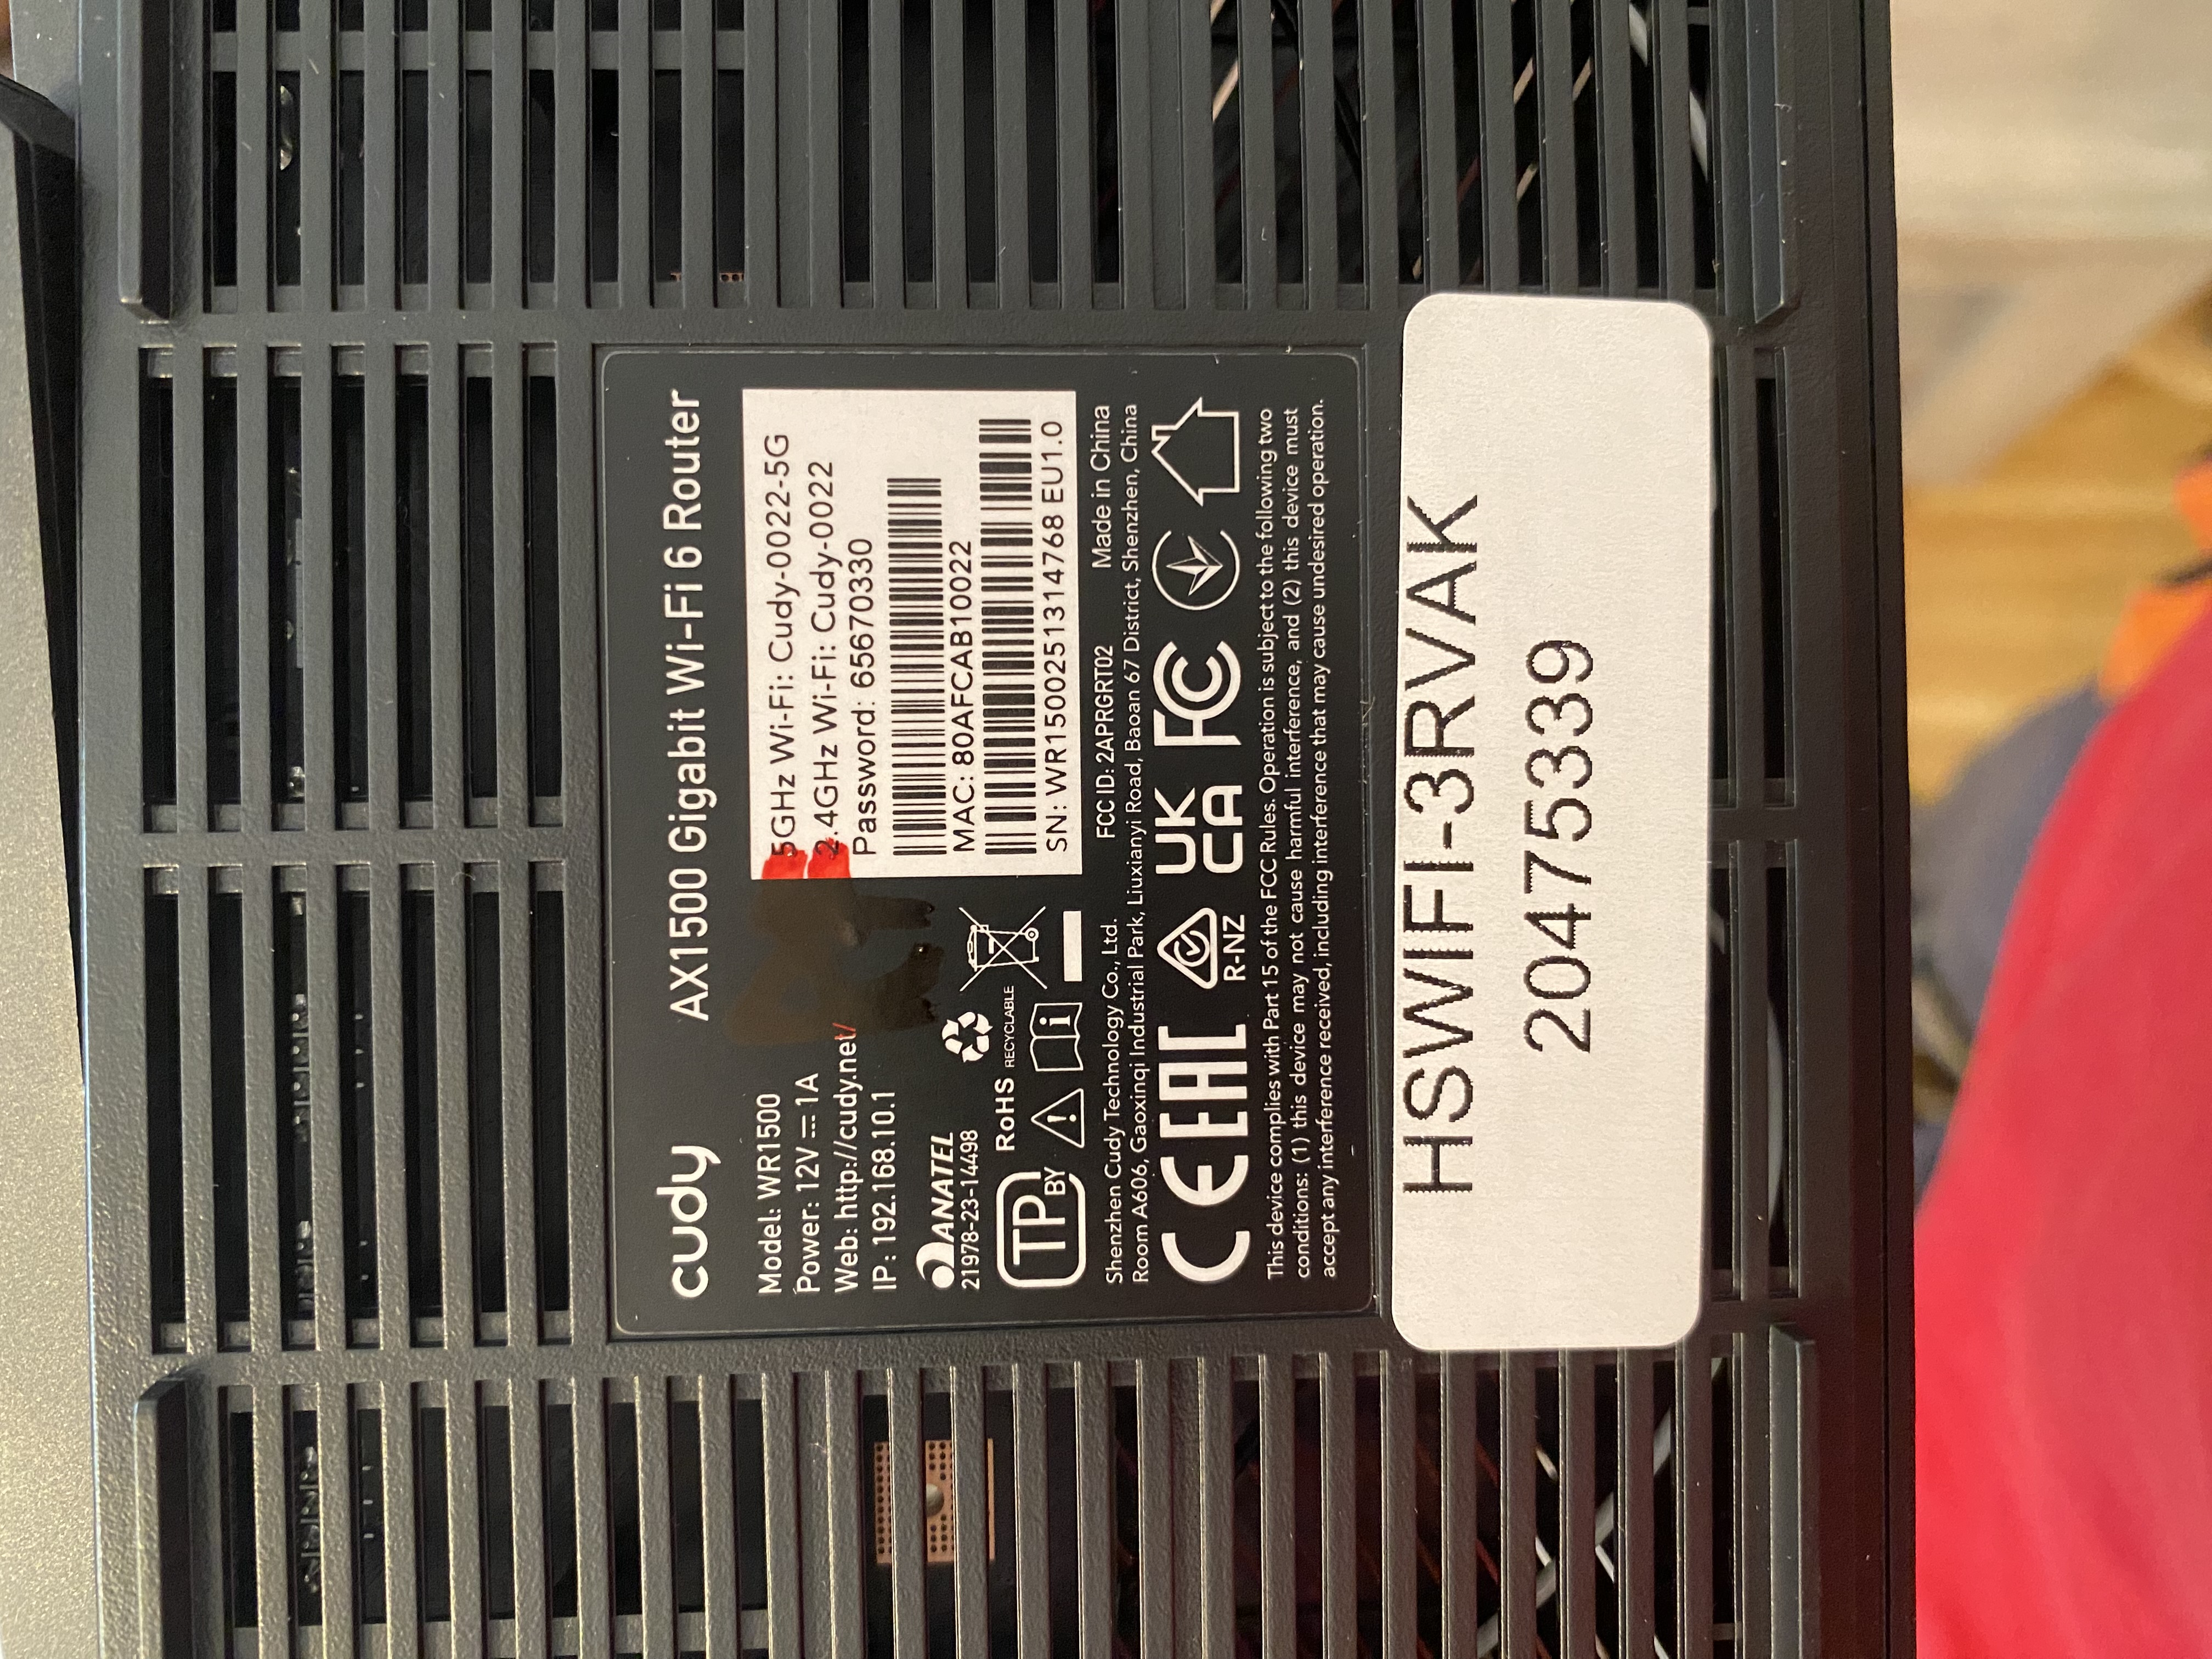 cudy AX1500 Gigabit Wi-Fi 6 Router
Model: WR1500
Power: 12V ⎓ 1A
Web: http://cudy.net/
IP: 192.168.10.1
5GHz Wi-Fi: Cudy-0022-5G
2.4GHz Wi-Fi: Cudy-0022
Password: 65670330
MAC: 80AFCAB10022
SN: WR1500251314768 EU1.0
ANATEL
21978-23-14498
RoHS
RECYCLABLE
TP
BY
FCC ID: 2APRGRT02 Made in China
Shenzhen Cudy Technology Co., Ltd.
Room A606, Gaoxinqi Industrial Park, Liuxianyi Road, Baoan 67 District, Shenzhen, China
CE EAC R-NZ UK CA FC
This device complies with Part 15 of the FCC Rules. Operation is subject to the following two
conditions: (1) this device may not cause harmful interference, and (2) this device must
accept any interference received, including interference that may cause undesired operation.
HSWIFI-3RVAK
20475339